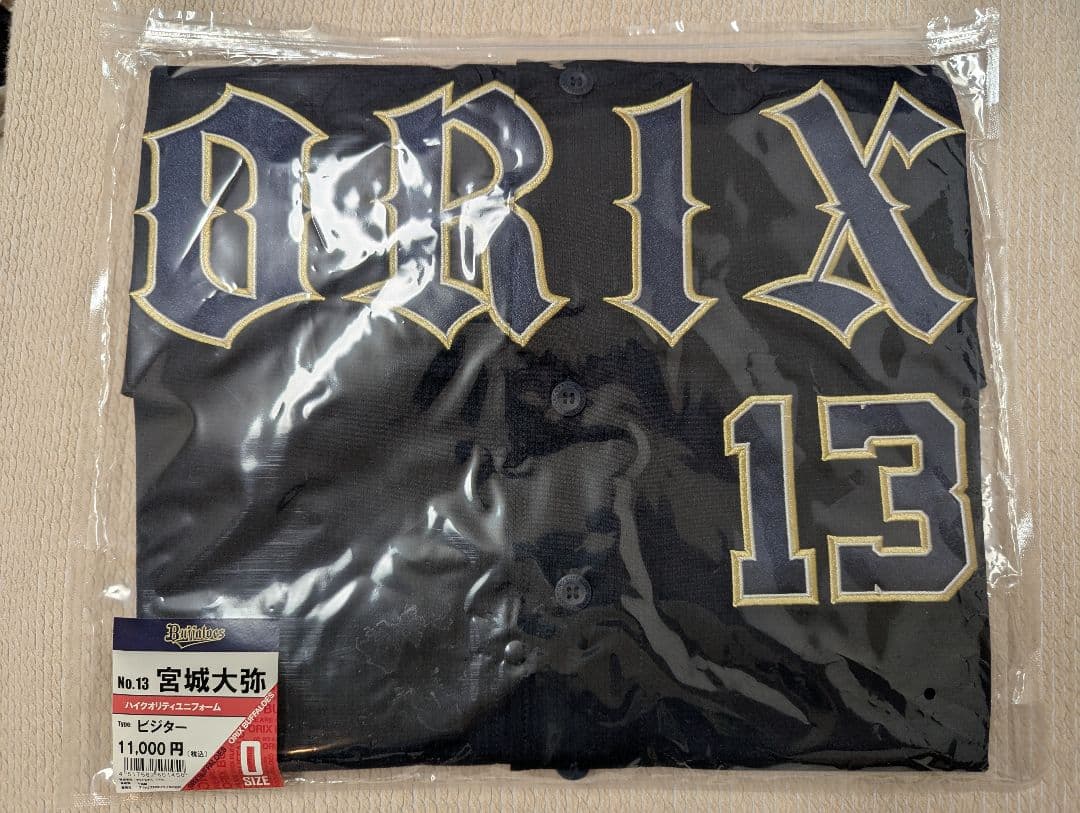 ORIX
13
Buffaloes
No.13 宮城大弥
ハイクオリティユニフォーム
Type: ビジター
11,000円(税込)
ORIX BUFFALOES
O
SIZE